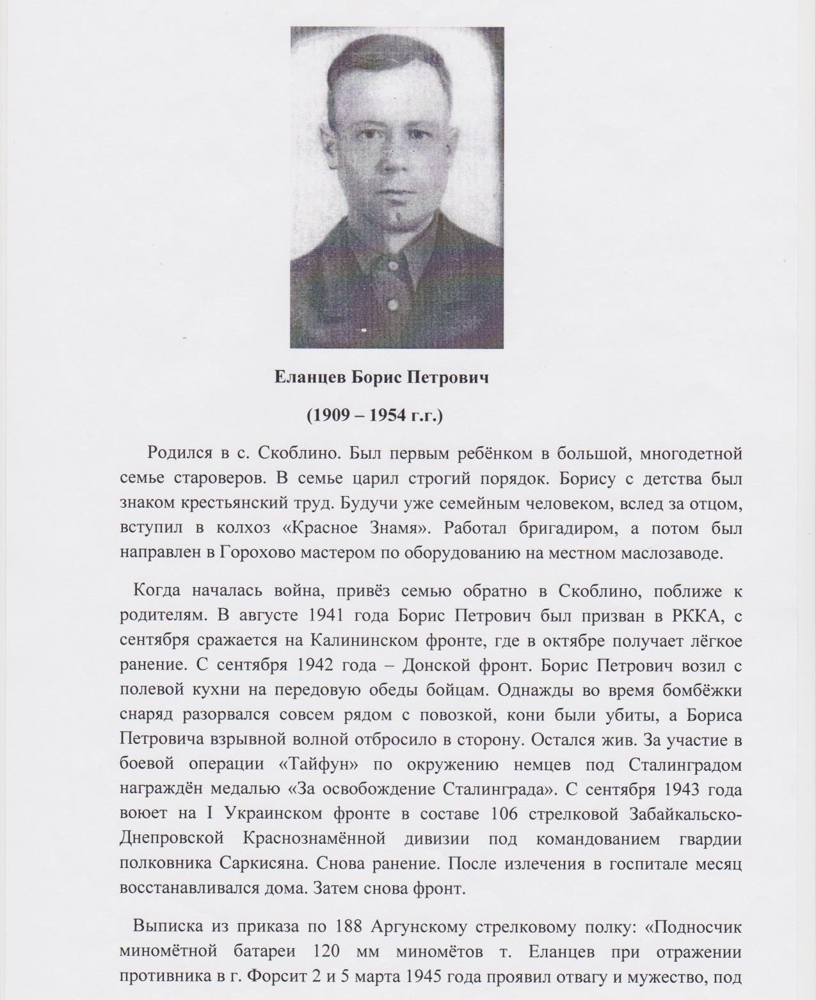 Еланцев Борис Петрович
(1909 – 1954 г.г.)
Родился в с. Скоблино. Был первым ребёнком в большой, многодетной
семье староверов. В семье царил строгий порядок. Борису с детства был
знаком крестьянский труд. Будучи уже семейным человеком, вслед за отцом,
вступил в колхоз «Красное Знамя». Работал бригадиром, а потом был
направлен в Горохово мастером по оборудованию на местном маслозаводе.
Когда началась война, привёз семью обратно в Скоблино, поближе к
родителям. В августе 1941 года Борис Петрович был призван в РККА, с
сентября сражается на Калининском фронте, где в октябре получает лёгкое
ранение. С сентября 1942 года – Донской фронт. Борис Петрович возил с
полевой кухни на передовую обеды бойцам. Однажды во время бомбёжки
снаряд разорвался совсем рядом с повозкой, кони были убиты, а Бориса
Петровича взрывной волной отбросило в сторону. Остался жив. За участие в
боевой операции «Тайфун» по окружению немцев под Сталинградом
награждён медалью «За освобождение Сталинграда». С сентября 1943 года
воюет на I Украинском фронте в составе 106 стрелковой Забайкальско-
Днепровской Краснознамённой дивизии под командованием гвардии
полковника Саркисяна. Снова ранение. После излечения в госпитале месяц
восстанавливался дома. Затем снова фронт.
Выписка из приказа по 188 Аргунскому стрелковому полку: «Подносчик
миномётной батареи 120 мм миномётов т. Еланцев при отражении
противника в г. Форсит 2 и 5 марта 1945 года проявил отвагу и мужество, под